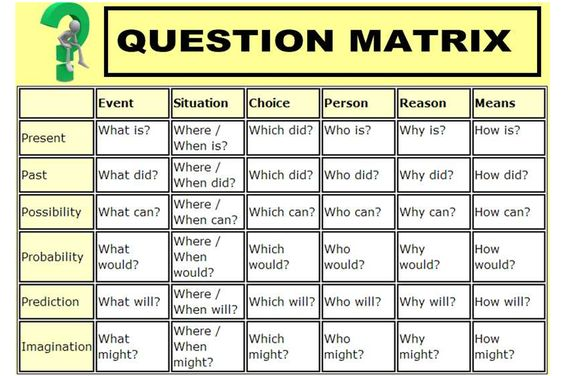 QUESTION MATRIX
Event Situation Choice Person Reason Means
Present What is? Where / When is? Which did? Who is? Why is? How is?
Past What did? Where / When did? Which did? Who did? Why did? How did?
Possibility What can? Where / When can? Which can? Who can? Why can? How can?
Probability What would? Where / When would? Which would? Who would? Why would? How would?
Prediction What will? Where / When will? Which will? Who will? Why will? How will?
Imagination What might? Where / When might? Which might? Who might? Why might? How might?